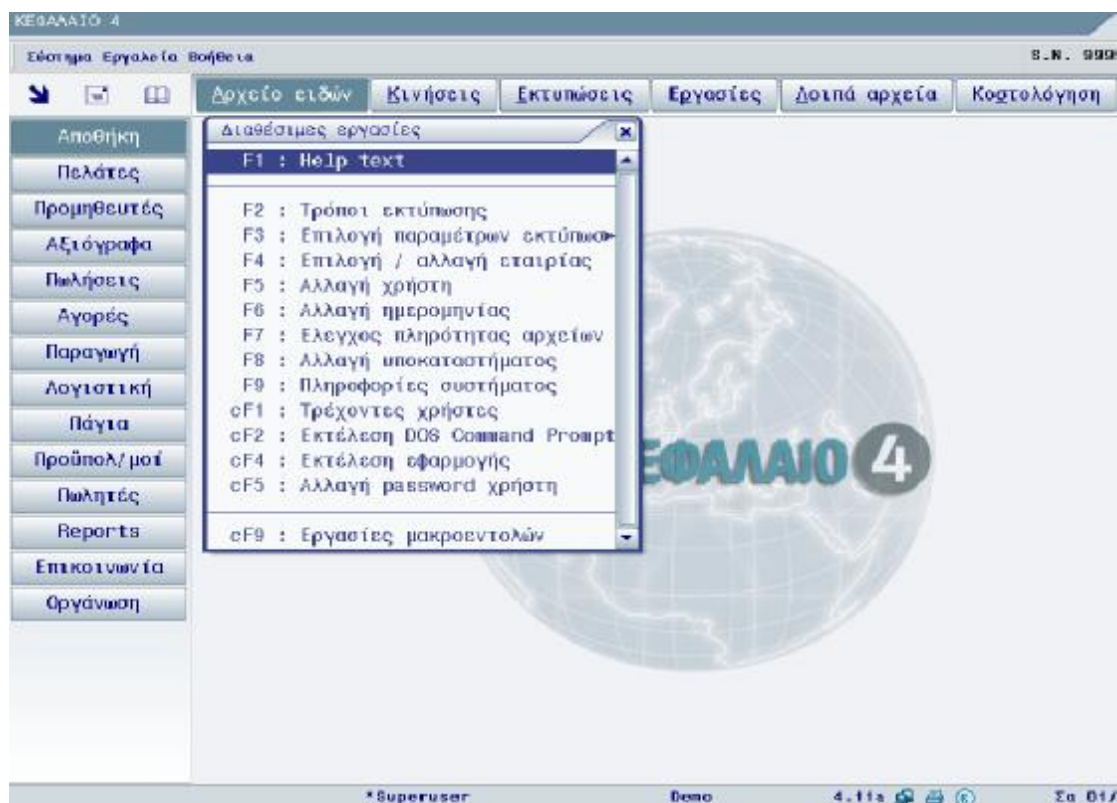 ΚΕΦΑΛΑΙΟ 4
Σύστημα Εργαλεία Βοήθεια S.N. 999
Αρχείο ειδών Κινήσεις Εκτυπώσεις Εργασίες Λοιπά αρχεία Κοστολόγηση
Αποθήκη
Πελάτες
Προμηθευτές
Αξιόγραφα
Πωλήσεις
Αγορές
Παραγωγή
Λογιστική
Πάγια
Προϋπολ/μοί
Πωλητές
Reports
Επικοινωνία
Οργάνωση
Διαθέσιμες εργασίες
F1 : Help text
F2 : Τρόποι εκτύπωσης
F3 : Επιλογή παραμέτρων εκτύπωσ
F4 : Επιλογή / αλλαγή εταιρίας
F5 : Αλλαγή χρήστη
F6 : Αλλαγή ημερομηνίας
F7 : Ελεγχος πληρότητας αρχείων
F8 : Αλλαγή υποκαταστήματος
F9 : Πληροφορίες συστήματος
cF1 : Τρέχοντες χρήστες
cF2 : Εκτέλεση DOS Command Prompt
cF4 : Εκτέλεση εφαρμογής
cF5 : Αλλαγή password χρήστη
cF9 : Εργασίες μακροεντολών
ΕΦΑΛΑΙΟ 4
*Superuser Demo 4.11a Σα 01/